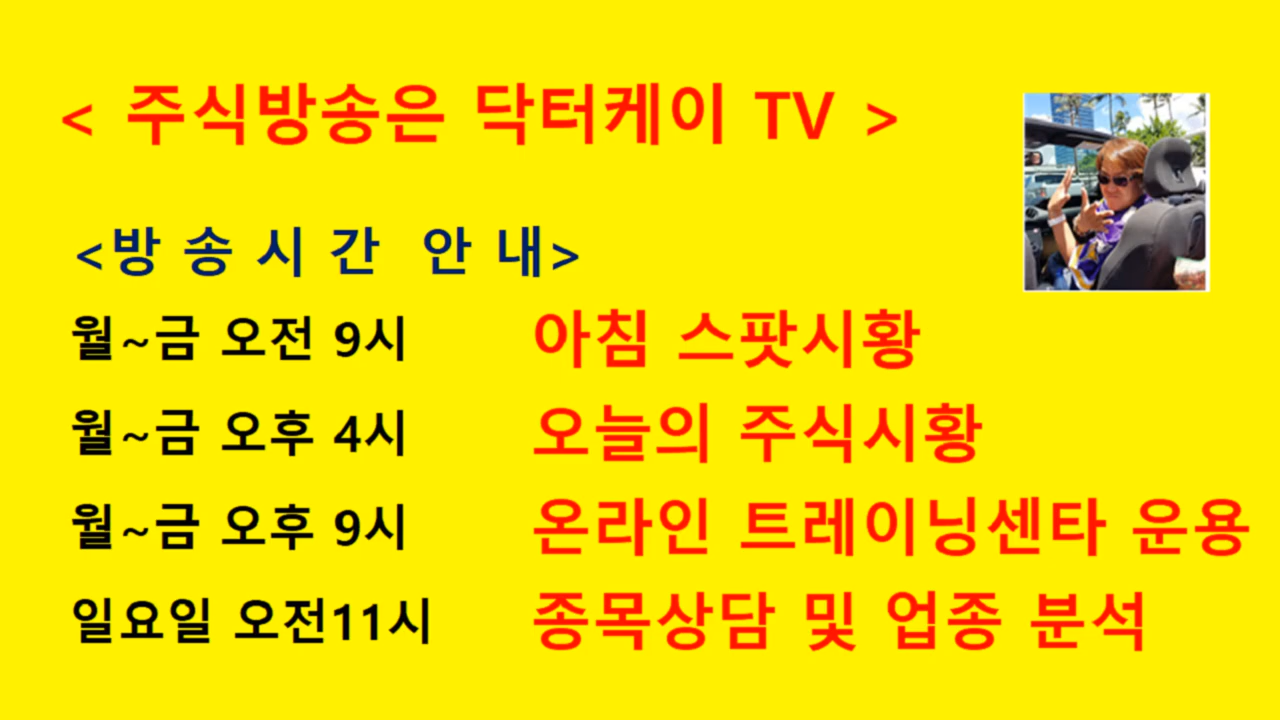 < 주식방송은 닥터케이 TV >
<방 송 시 간 안 내>
월~금 오전 9시 아침 스팟시황
월~금 오후 4시 오늘의 주식시황
월~금 오후 9시 온라인 트레이닝센타 운용
일요일 오전11시 종목상담 및 업종 분석